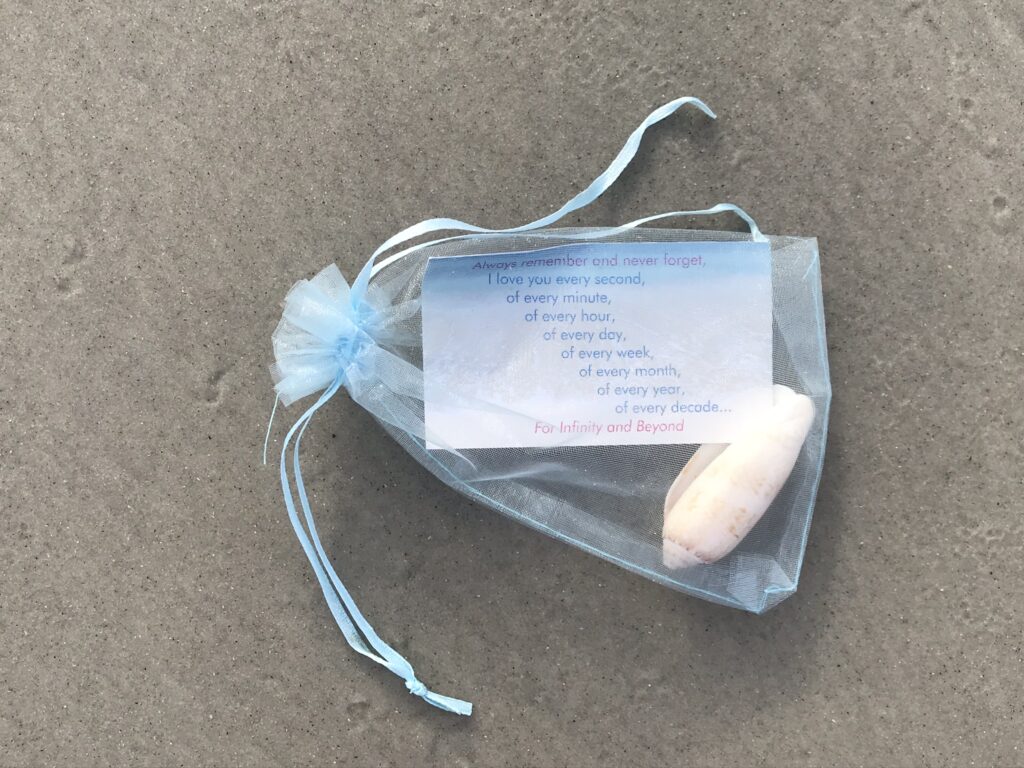 Always remember and never forget,
I love you every second,
of every minute,
of every hour,
of every day,
of every week,
of every month,
of every year,
of every decade...
For Infinity and Beyond